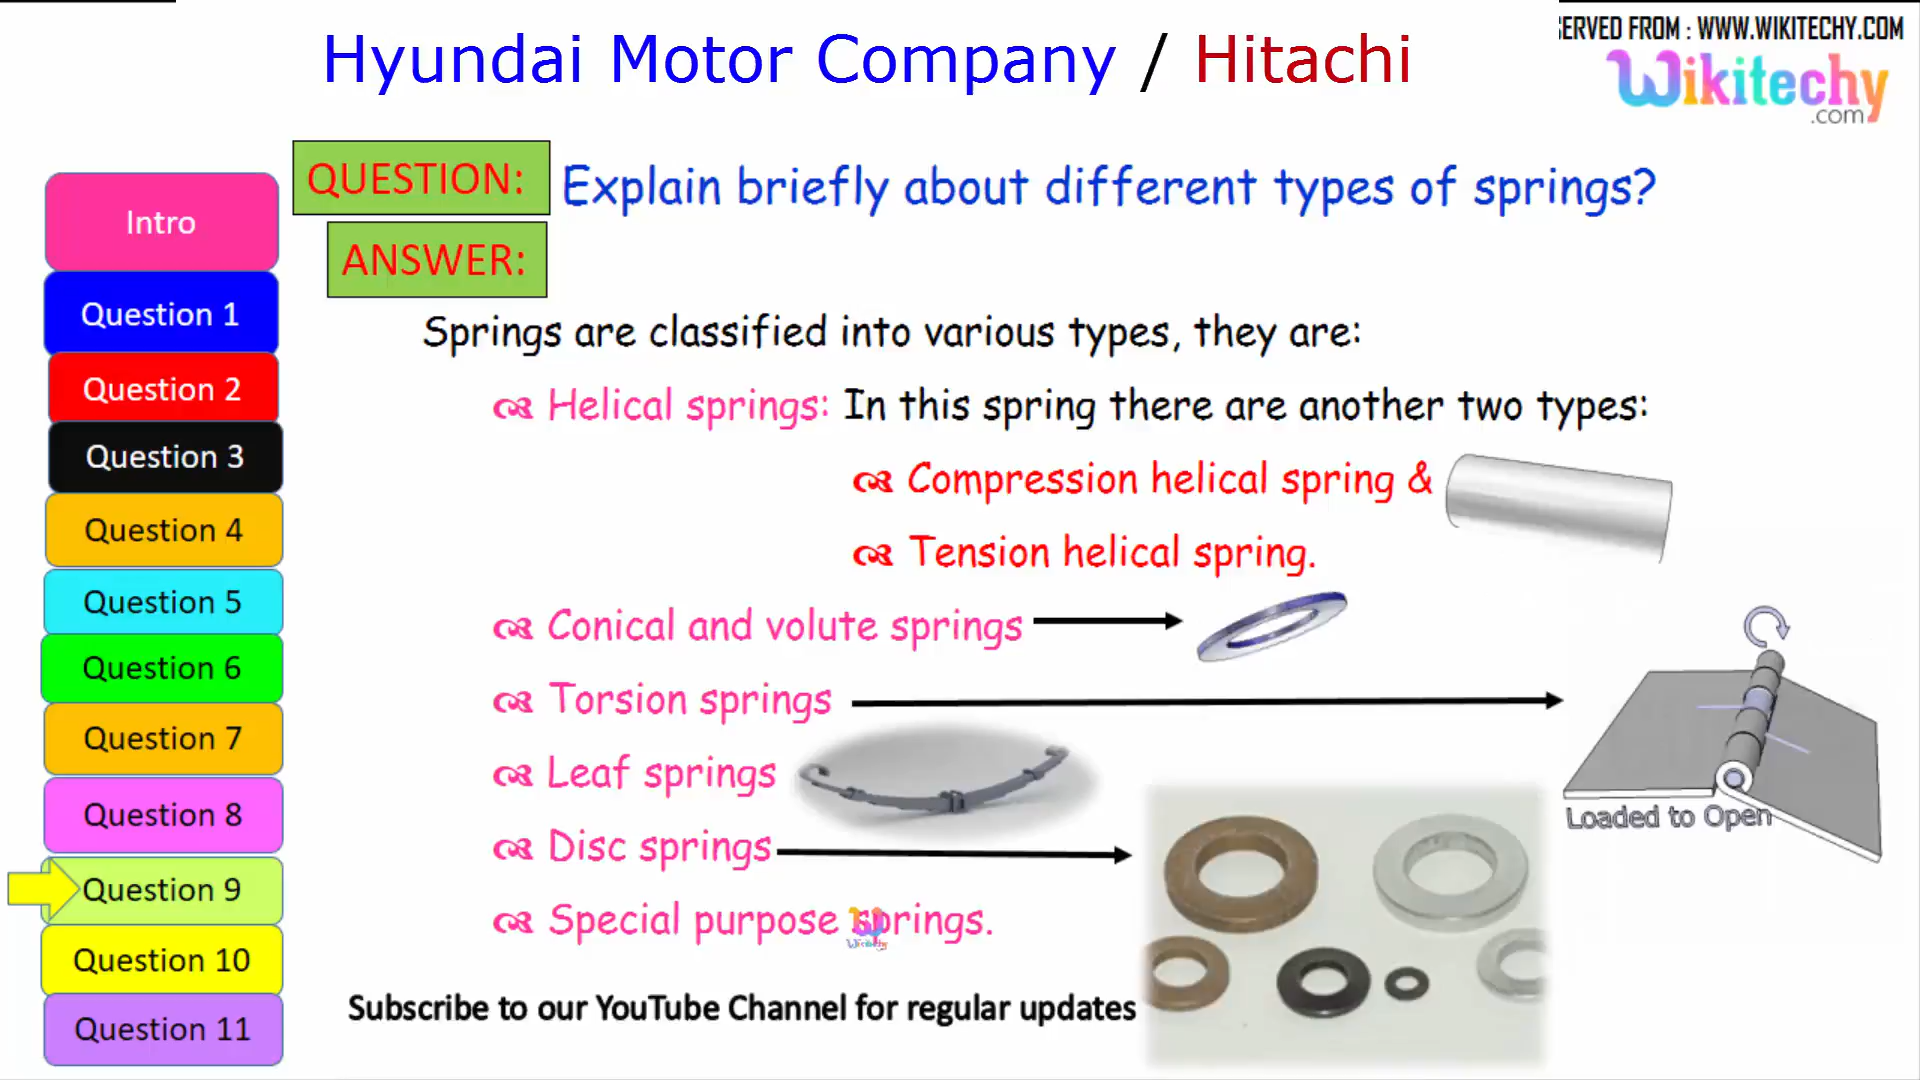 SERVED FROM : WWW.WIKITECHY.COM
Hyundai Motor Company / Hitachi
Wikitechy
.com
QUESTION: Explain briefly about different types of springs?
ANSWER:
Springs are classified into various types, they are:
Helical springs: In this spring there are another two types:
Compression helical spring &
Tension helical spring.
Conical and volute springs
Torsion springs
Leaf springs
Loaded to Open
Disc springs
Special purpose springs.
Wikitechy
Subscribe to our YouTube Channel for regular updates
Intro
Question 1
Question 2
Question 3
Question 4
Question 5
Question 6
Question 7
Question 8
Question 9
Question 10
Question 11